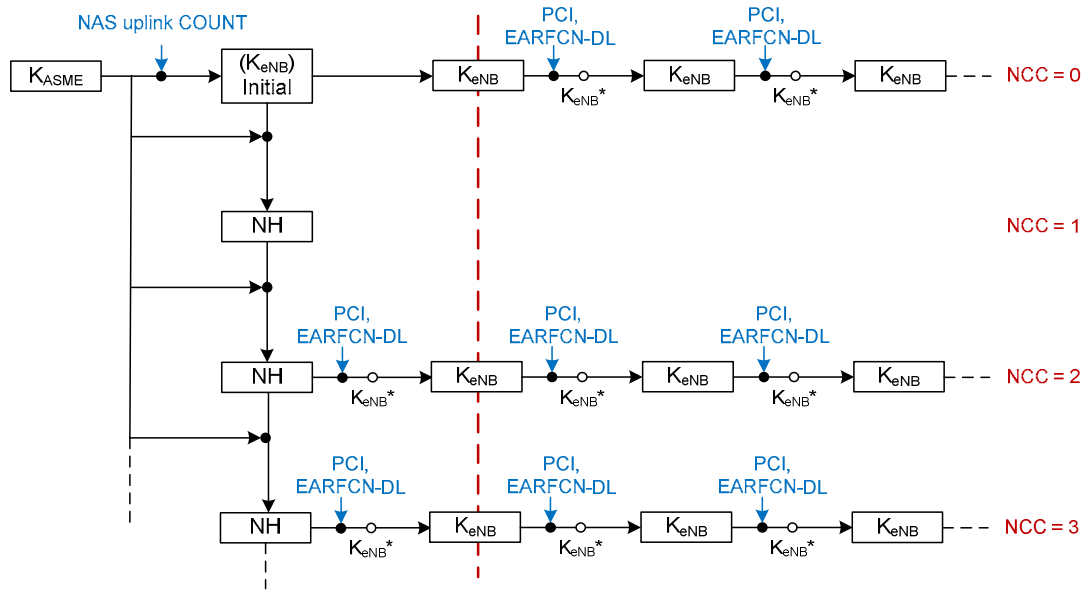 NAS uplink COUNT
PCI,
EARFCN-DL
PCI,
EARFCN-DL
KASME
(KeNB)
Initial
KeNB
KeNB*
KeNB
KeNB*
KeNB
NCC = 0
NH
NCC = 1
PCI,
EARFCN-DL
PCI,
EARFCN-DL
PCI,
EARFCN-DL
NH
KeNB*
KeNB
KeNB*
KeNB
KeNB*
KeNB
NCC = 2
PCI,
EARFCN-DL
PCI,
EARFCN-DL
PCI,
EARFCN-DL
NH
KeNB*
KeNB
KeNB*
KeNB
KeNB*
KeNB
NCC = 3